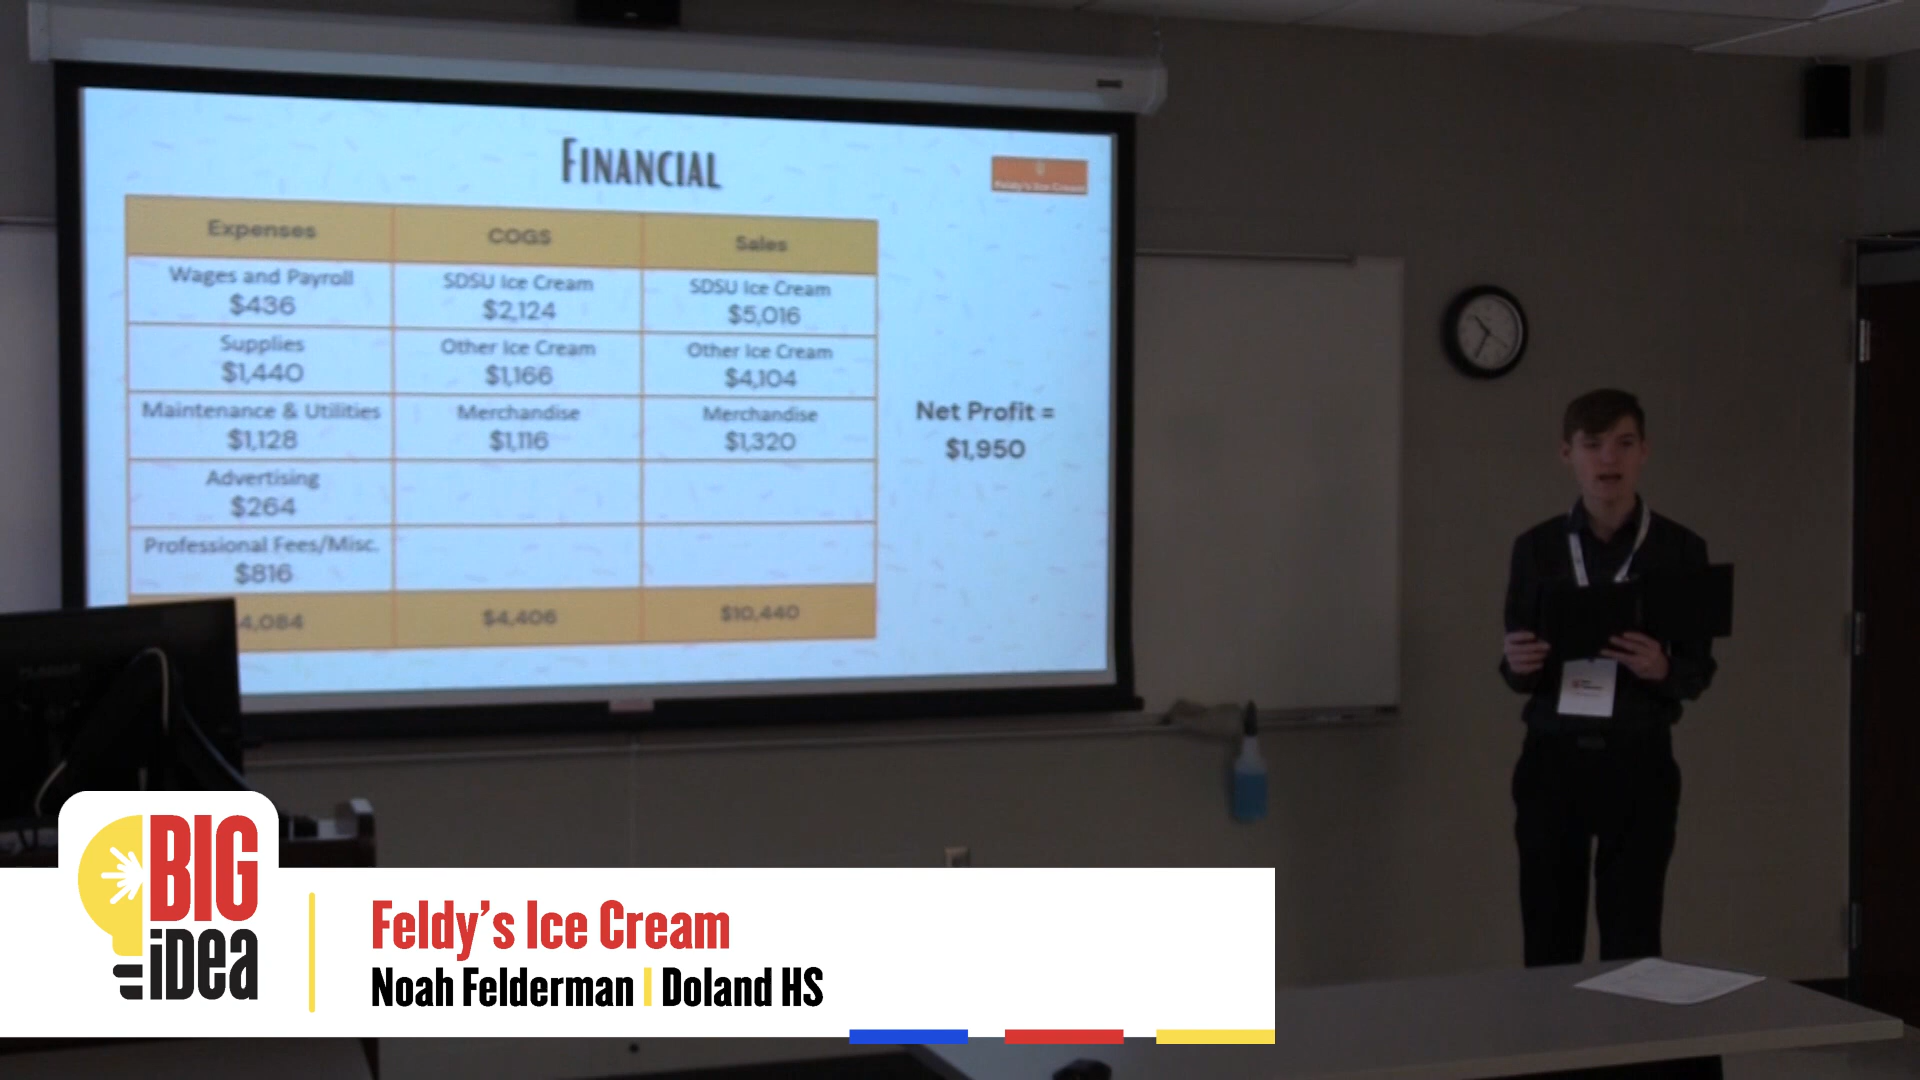 Financial
Feldy's Ice Cream
Expenses
COGS
Sales
Wages and Payroll
$436
SDSU Ice Cream
$2,124
SDSU Ice Cream
$5,016
Supplies
$1,440
Other Ice Cream
$1,166
Other Ice Cream
$4,104
Maintenance & Utilities
$1,128
Merchandise
$1,116
Merchandise
$1,320
Advertising
$264
Professional Fees/Misc.
$816
4,084
$4,406
$10,440
Net Profit =
$1,950
BIG
iDea
Feldy's Ice Cream
Noah Felderman | Doland HS